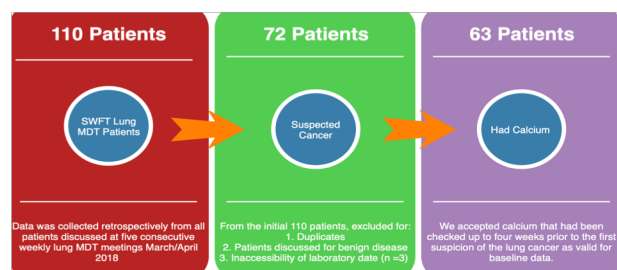 110 Patients
SWFT Lung
MDT Patients
Data was collected retrospectively from all
patients discussed at five consecutive
weekly lung MDT meetings March/April
2018
72 Patients
Suspected
Cancer
From the initial 110 patients, excluded for:
1. Duplicates
2. Patients discussed for benign disease
3. Inaccessibility of laboratory date (n =3)
63 Patients
Had Calcium
We accepted calcium that had been
checked up to four weeks prior to the first
suspicion of the lung cancer as valid for
baseline data.